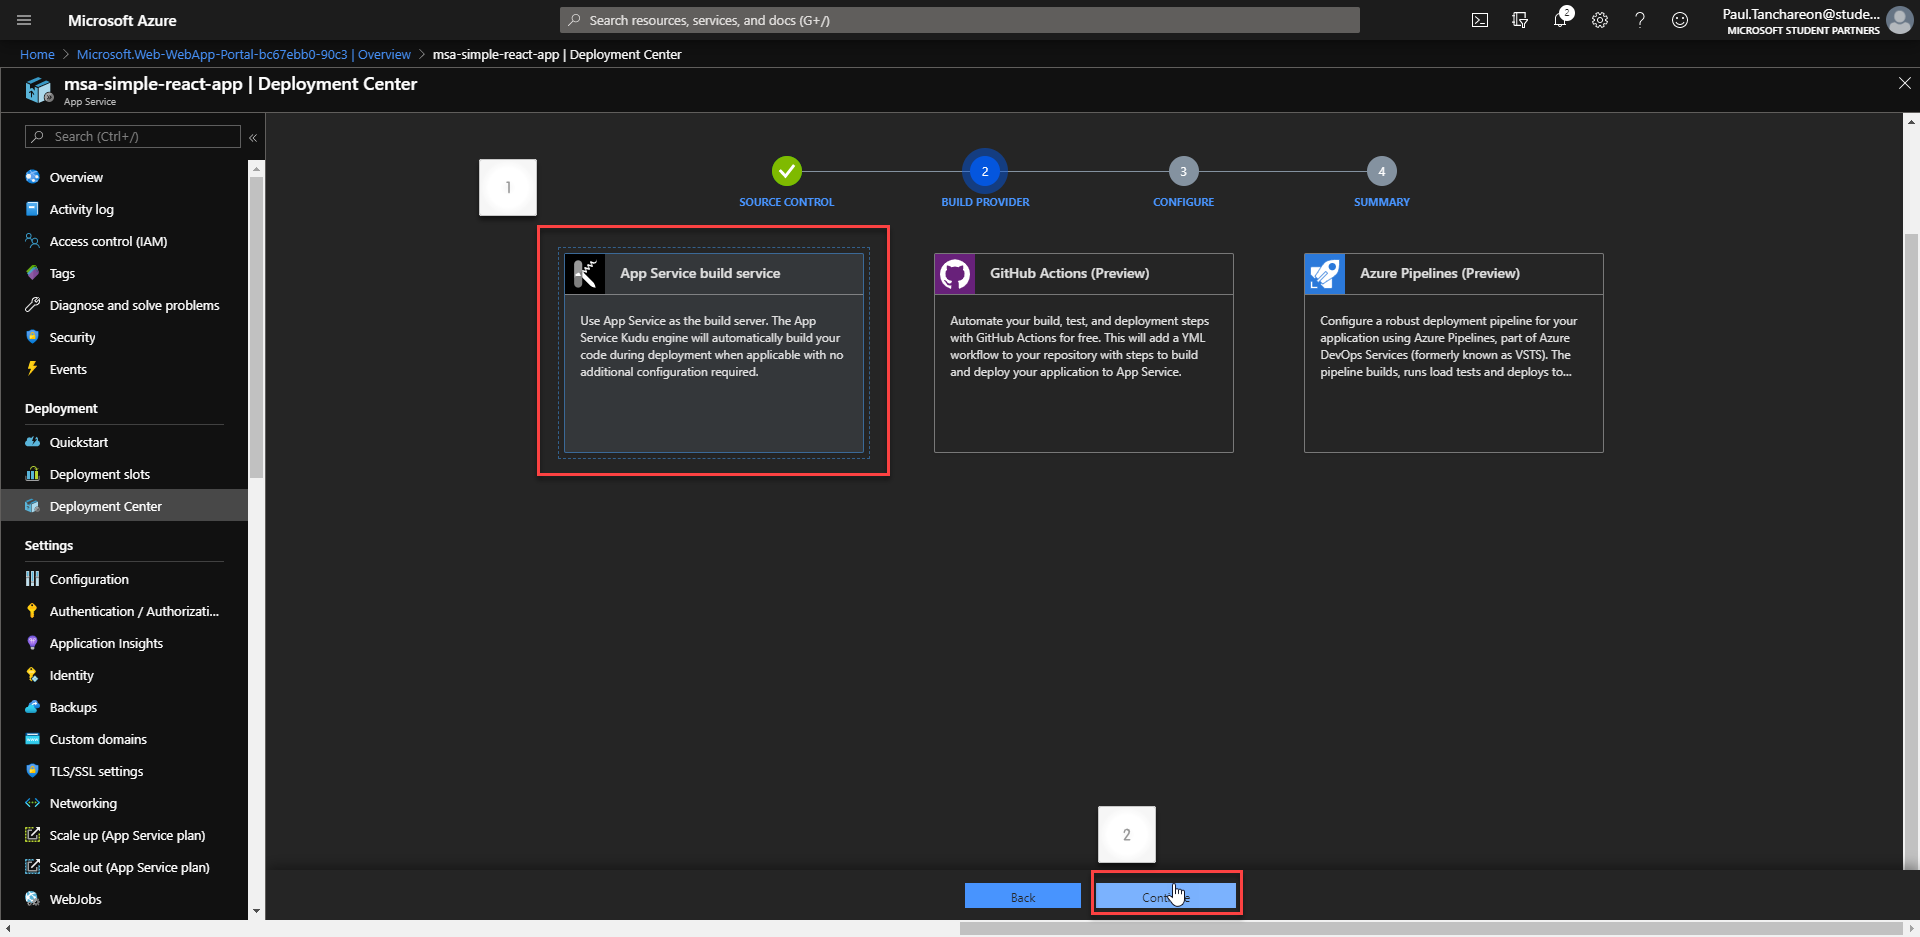 Microsoft Azure
Search resources, services, and docs (G+/)
2
Paul.Tanchareon@stude...
MICROSOFT STUDENT PARTNERS
Home > Microsoft.Web-WebApp-Portal-bc67ebb0-90c3 | Overview > msa-simple-react-app | Deployment Center
msa-simple-react-app | Deployment Center
App Service
Search (Ctrl+/)
«
Overview
Activity log
Access control (IAM)
Tags
Diagnose and solve problems
Security
Events
Deployment
Quickstart
Deployment slots
Deployment Center
Settings
Configuration
Authentication / Authorizati...
Application Insights
Identity
Backups
Custom domains
TLS/SSL settings
Networking
Scale up (App Service plan)
Scale out (App Service plan)
WebJobs
1
2
3
4
SOURCE CONTROL
BUILD PROVIDER
CONFIGURE
SUMMARY
App Service build service
Use App Service as the build server. The App
Service Kudu engine will automatically build your
code during deployment when applicable with no
additional configuration required.
GitHub Actions (Preview)
Automate your build, test, and deployment steps
with GitHub Actions for free. This will add a YML
workflow to your repository with steps to build
and deploy your application to App Service.
Azure Pipelines (Preview)
Configure a robust deployment pipeline for your
application using Azure Pipelines, part of Azure
DevOps Services (formerly known as VSTS). The
pipeline builds, runs load tests and deploys to...
2
Back
Continue